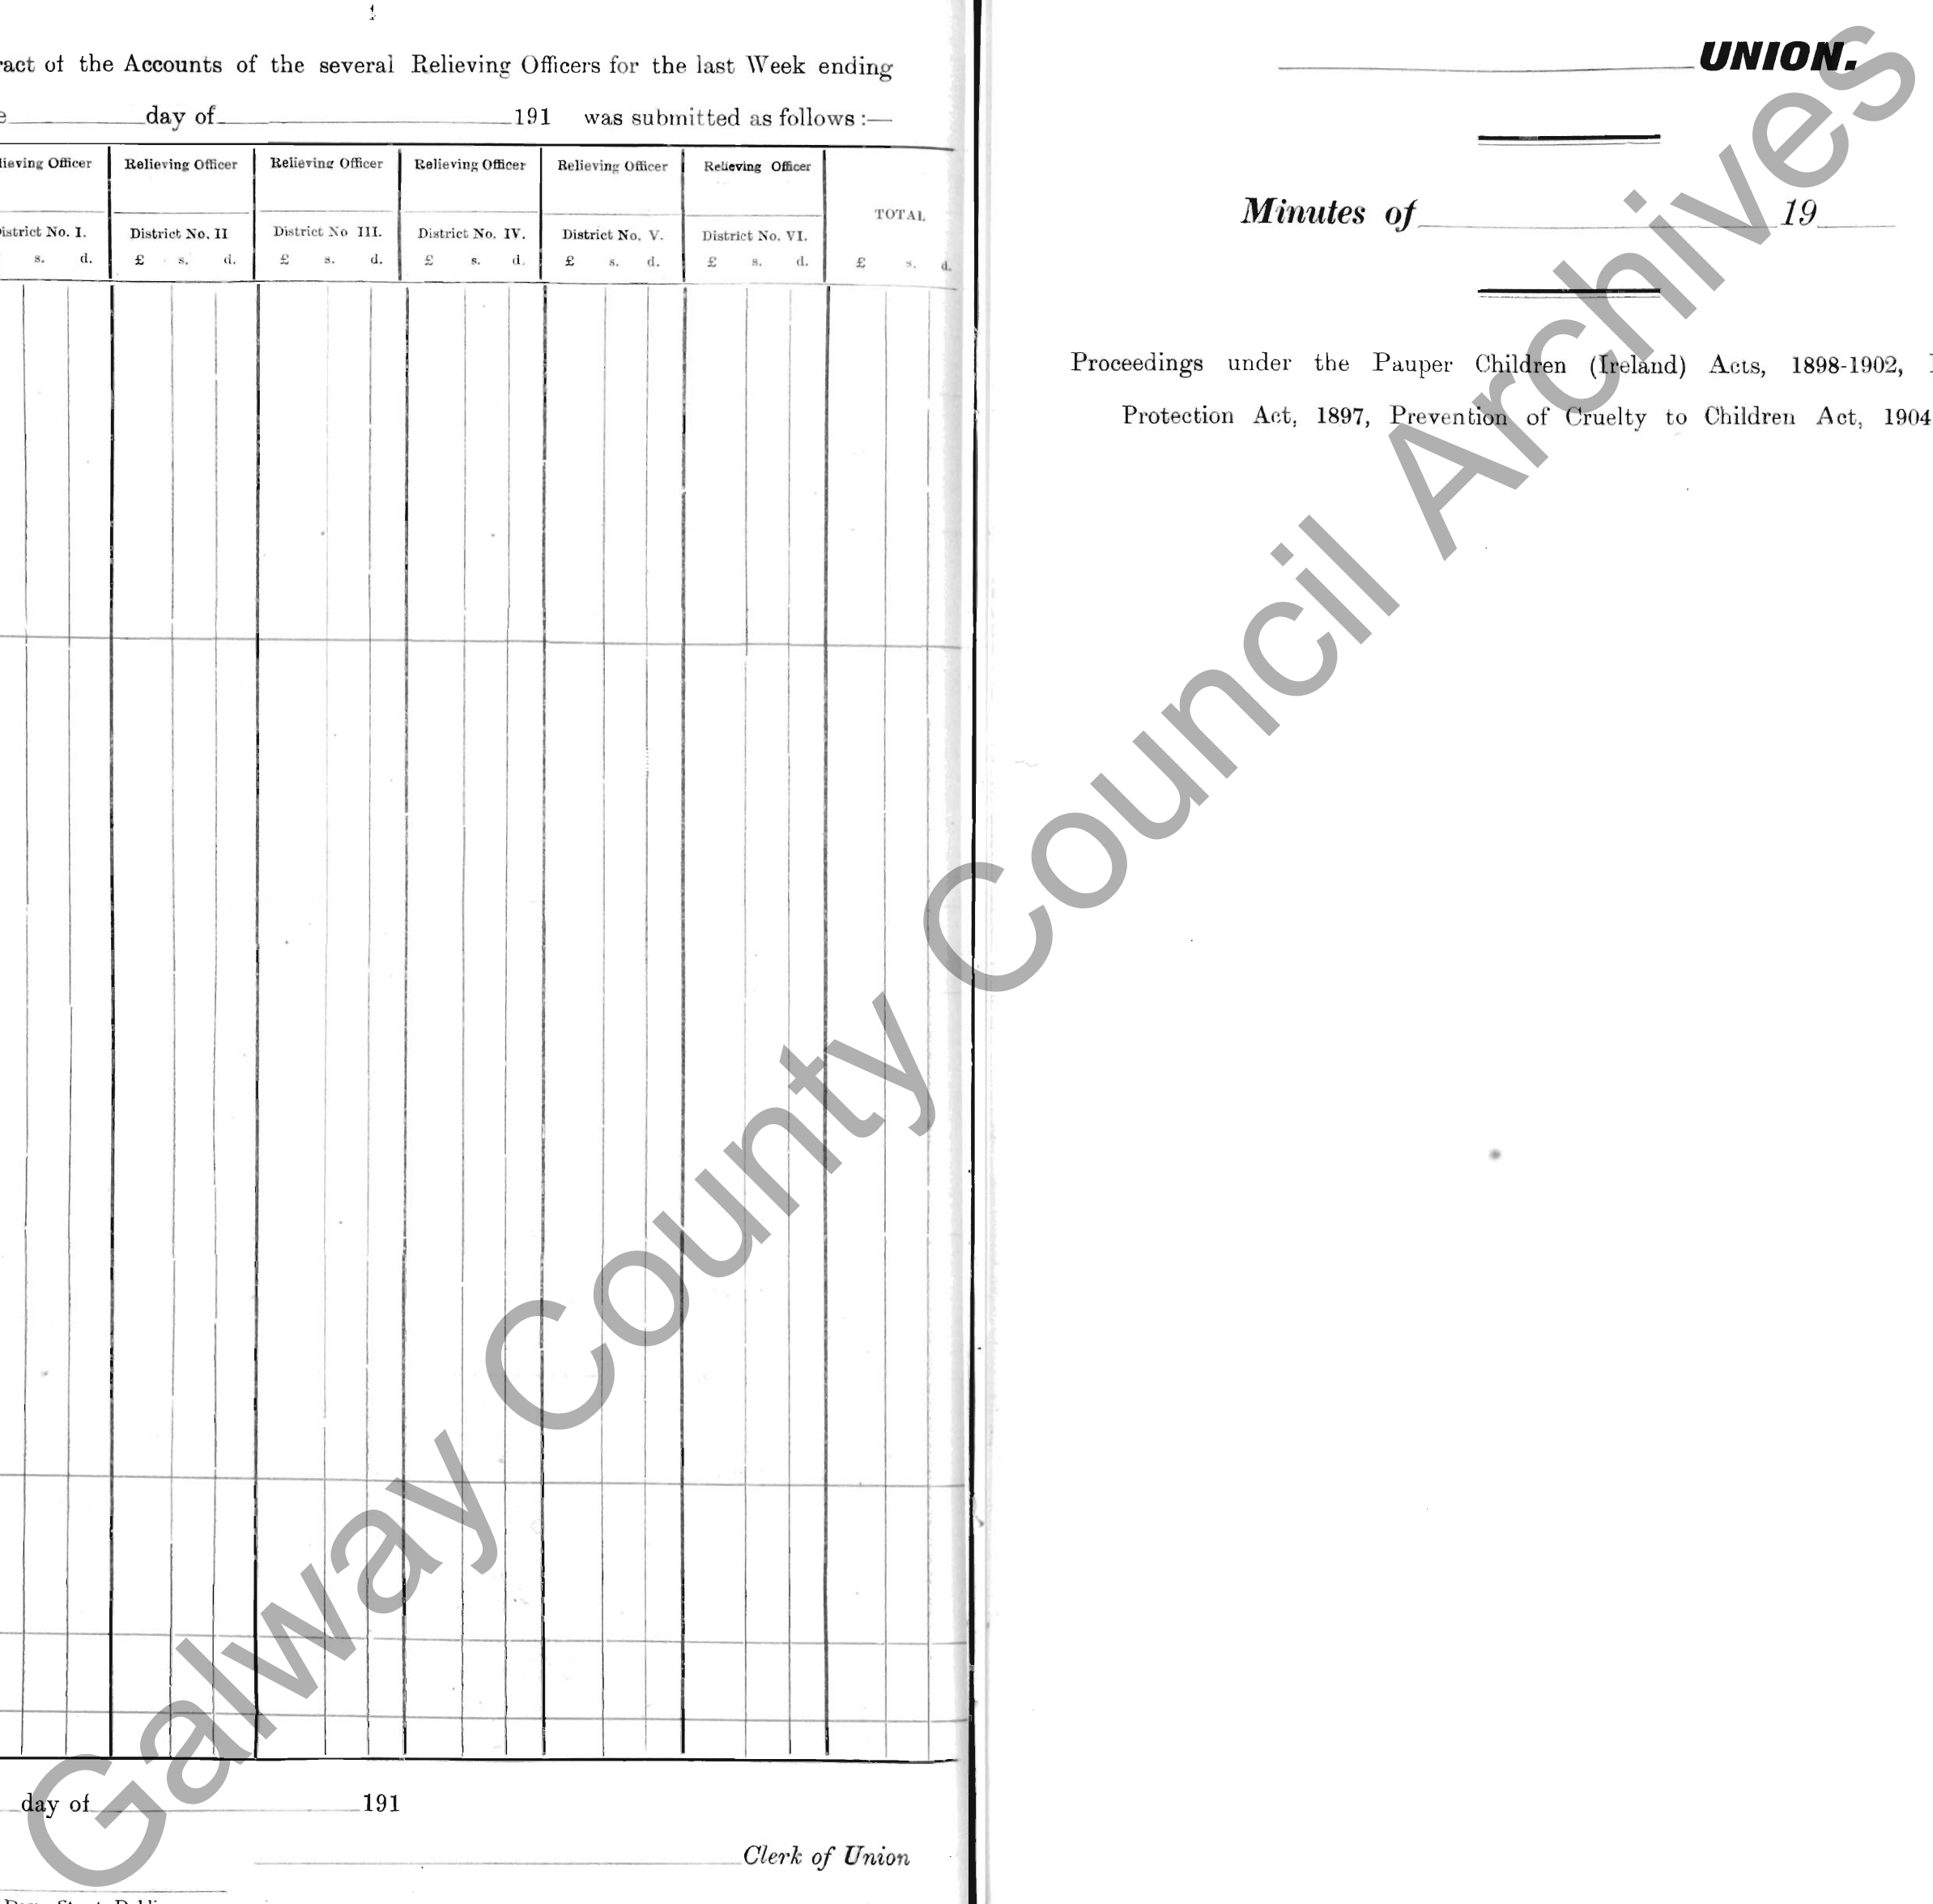 ract of the Accounts of the several Relieving Officers for the last Week ending
day of 191 was submitted as follows :—
lieving Officer Relieving Officer Relieving Officer Relieving Officer Relieving Officer Relieving Officer
TOTAL
istrict No. I. District No. II District No III. District No. IV. District No. V. District No. VI.
s. d. £ s. d. £ s. d. £ s. d. £ s. d. £ s. d. £ s. d.
day of 191
Clerk of Union
UNION.
Minutes of 19
Proceedings under the Pauper Children (Ireland) Acts, 1898-1902,
Protection Act, 1897, Prevention of Cruelty to Children Act, 1904
Galway County Council Archives